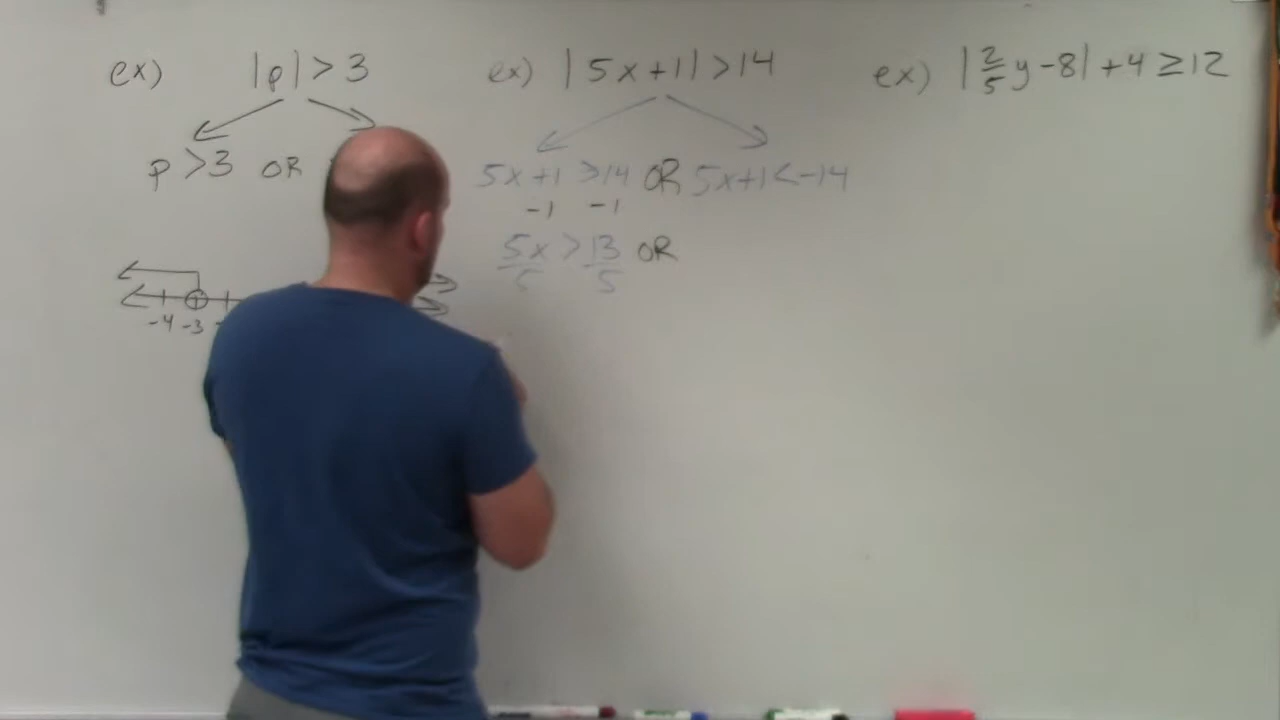 ex) |p| > 3
p > 3 OR
-4 -3
ex) |5x+1| > 14
5x+1 > 14 OR 5x+1 < -14
-1 -1
5x > 13 OR
5 5
ex) |2/5 y - 8| + 4 ≥ 12